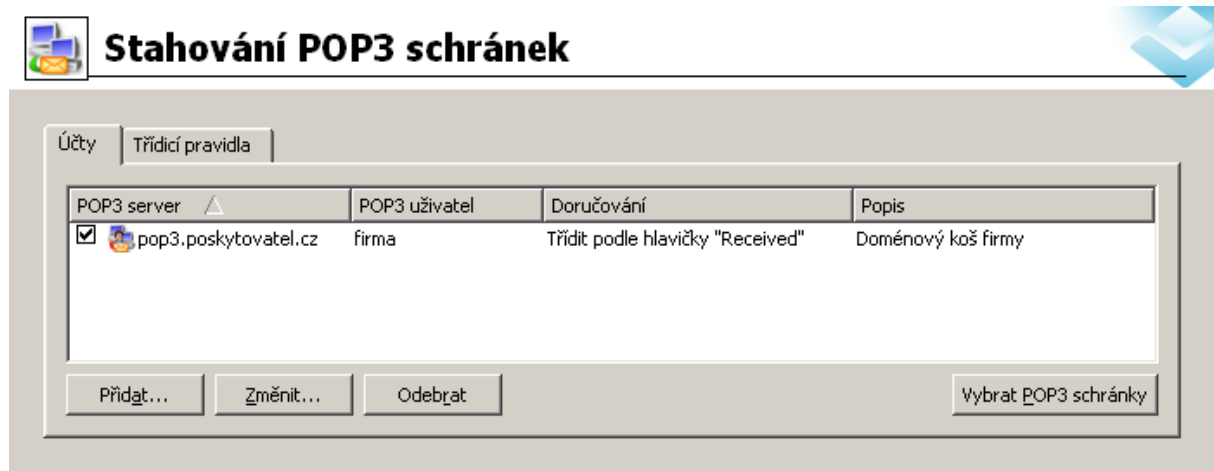 Stahování POP3 schránek
Účty Třídicí pravidla
POP3 server POP3 uživatel Doručování Popis
pop3.poskytovatel.cz firma Třídit podle hlavičky "Received" Doménový koš firmy
Přidat... Změnit... Odebrat Vybrat POP3 schránky